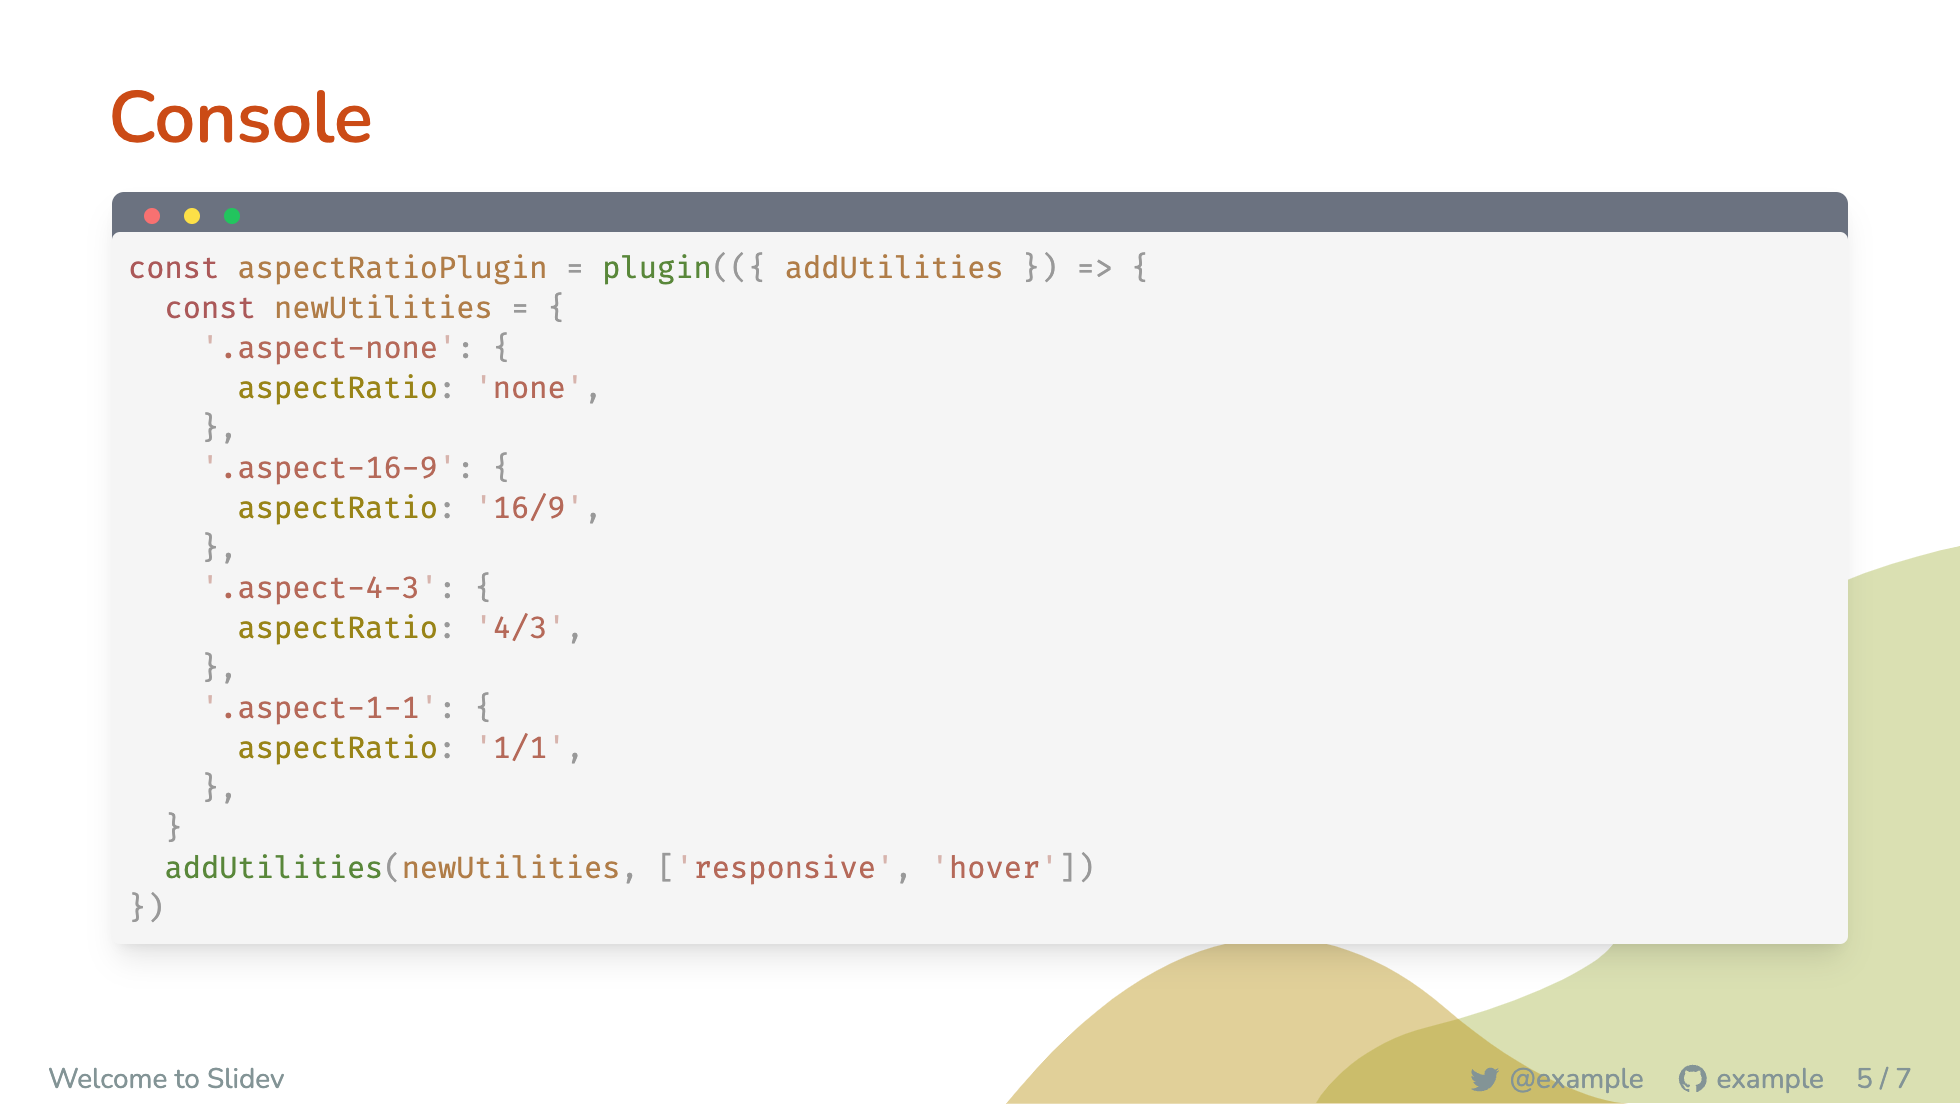 Console
const aspectRatioPlugin = plugin(({ addUtilities }) => {
  const newUtilities = {
    '.aspect-none': {
      aspectRatio: 'none',
    },
    '.aspect-16-9': {
      aspectRatio: '16/9',
    },
    '.aspect-4-3': {
      aspectRatio: '4/3',
    },
    '.aspect-1-1': {
      aspectRatio: '1/1',
    },
  }
  addUtilities(newUtilities, ['responsive', 'hover'])
})
Welcome to Slidev @example example 5 / 7